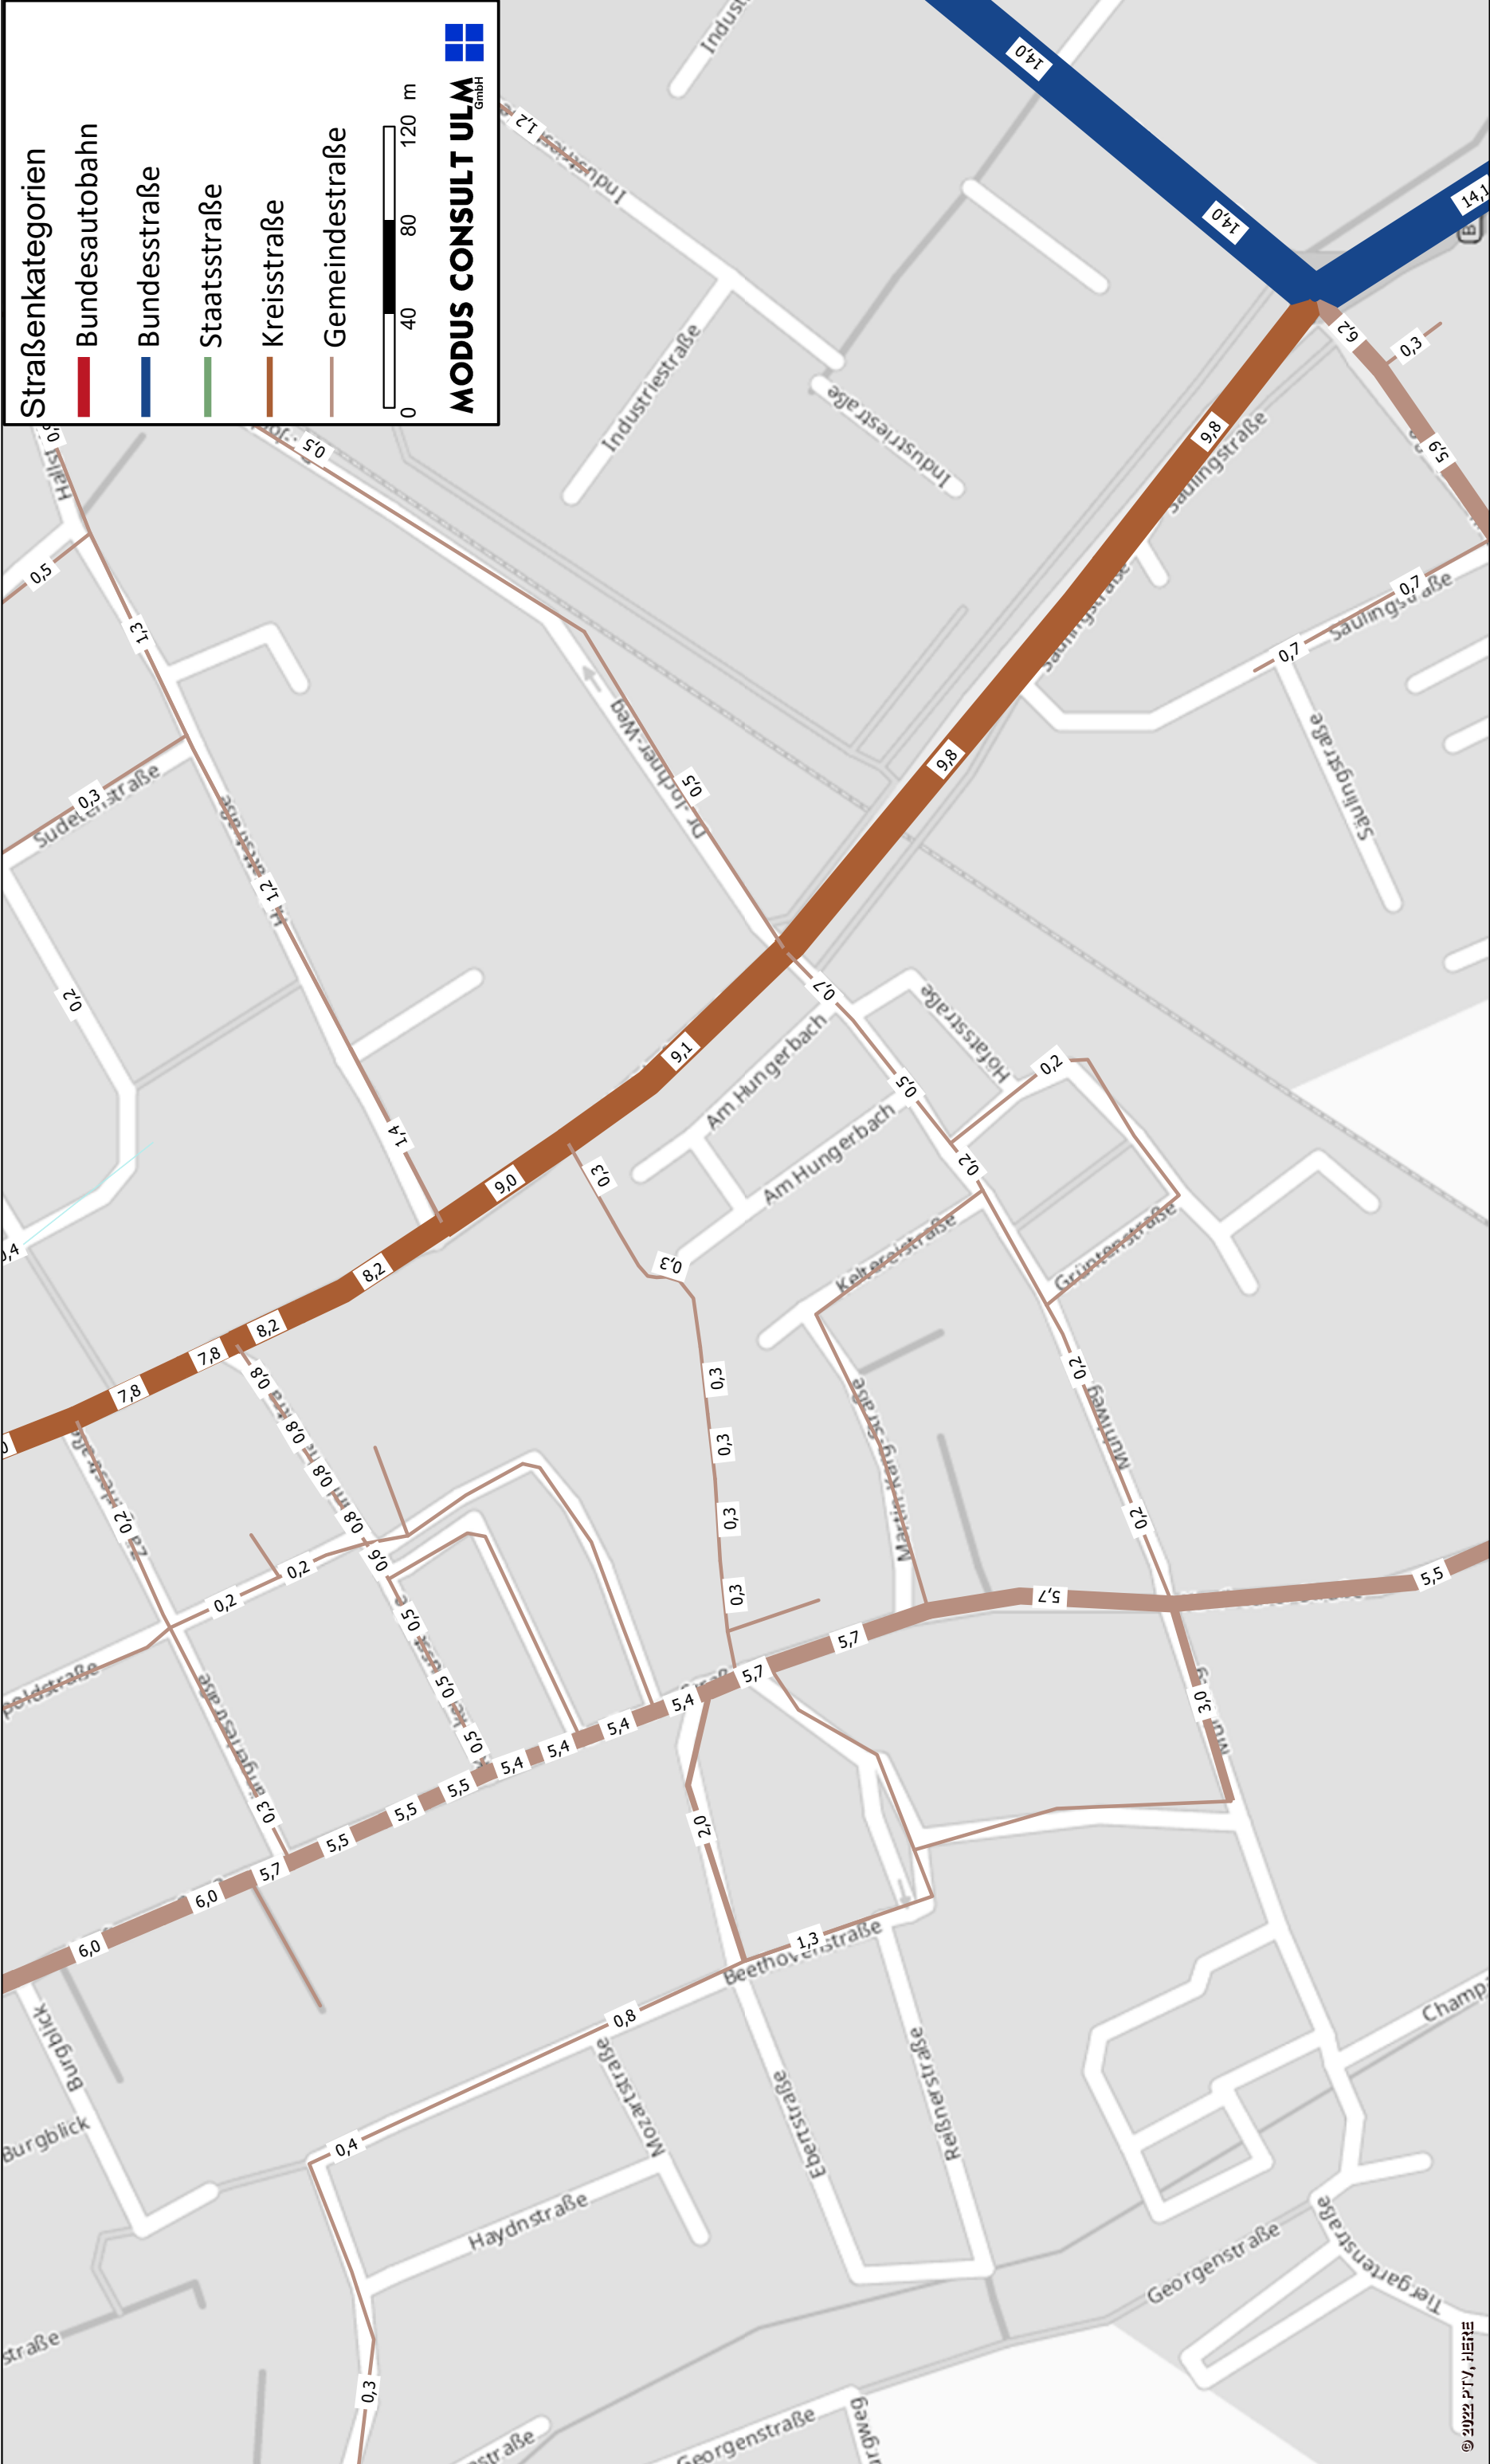 Straßenkategorien
Bundesautobahn
Bundesstraße
Staatsstraße
Kreisstraße
Gemeindestraße
0 40 80 120 m
MODUS CONSULT ULM
GmbH
Industriestraße
1,2
Industriestraße
Industriestraße
14,0
14,0
14,1
B
6,2
0,3
5,9
9,8
Säulingstraße
Säulingstraße
0,7
0,7
Säulingstraße
Säulingstraße
9,8
0,5
0,5
Dr.-Jochner-Weg
0,5
1,3
0,3
Sudetenstraße
1,2
0,2
1,4
9,1
9,0
8,2
8,2
7,8
7,8
0,7
0,5
0,2
0,2
Hofatsstraße
Am Hungerbach
Am Hungerbach
Keltereistraße
Grüntenstraße
0,3
0,3
0,3
0,3
0,3
0,3
Martin-Karg-Straße
0,2
Mühlweg
0,2
0,8
0,8
0,8
0,8
0,6
0,5
0,5
0,5
0,2
0,2
0,2
0,3
5,5
5,7
5,7
5,7
5,4
5,4
5,4
5,4
5,5
5,5
5,5
5,7
6,0
6,0
3,0
2,0
1,3
Beethovenstraße
0,8
0,4
0,3
Burgblick
Burgblick
Mozartstraße
Haydnstraße
Ebertstraße
Reißnerstraße
Georgenstraße
Georgenstraße
Tiergartenstraße
© 2022 PTV, HERE